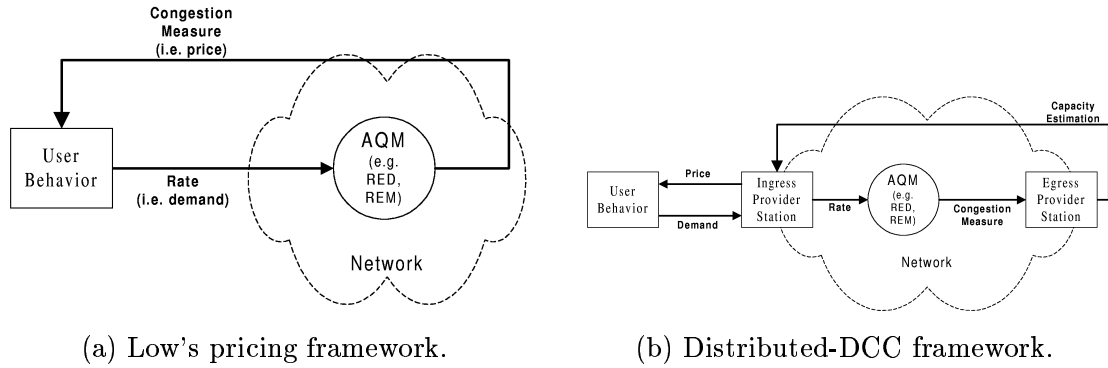 Congestion
Measure
(i.e. price)
User
Behavior
Rate
(i.e. demand)
AQM
(e.g.
RED,
REM)
Network
(a) Low's pricing framework.
Capacity
Estimation
User
Behavior
Price
Demand
Ingress
Provider
Station
Rate
AQM
(e.g.
RED,
REM)
Congestion
Measure
Egress
Provider
Station
Network
(b) Distributed-DCC framework.